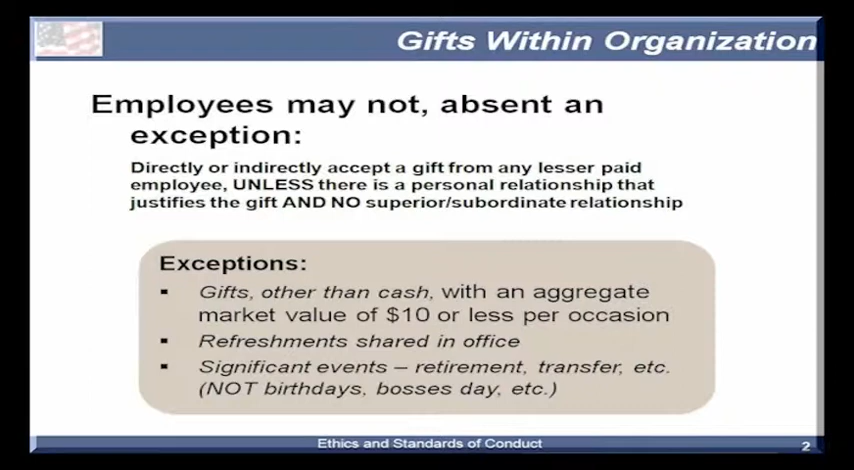 Gifts Within Organization
Employees may not, absent an
exception:
Directly or indirectly accept a gift from any lesser paid
employee, UNLESS there is a personal relationship that
justifies the gift AND NO superior/subordinate relationship
Exceptions:
▪ Gifts, other than cash, with an aggregate
market value of $10 or less per occasion
▪ Refreshments shared in office
▪ Significant events – retirement, transfer, etc.
(NOT birthdays, bosses day, etc.)
Ethics and Standards of Conduct
2